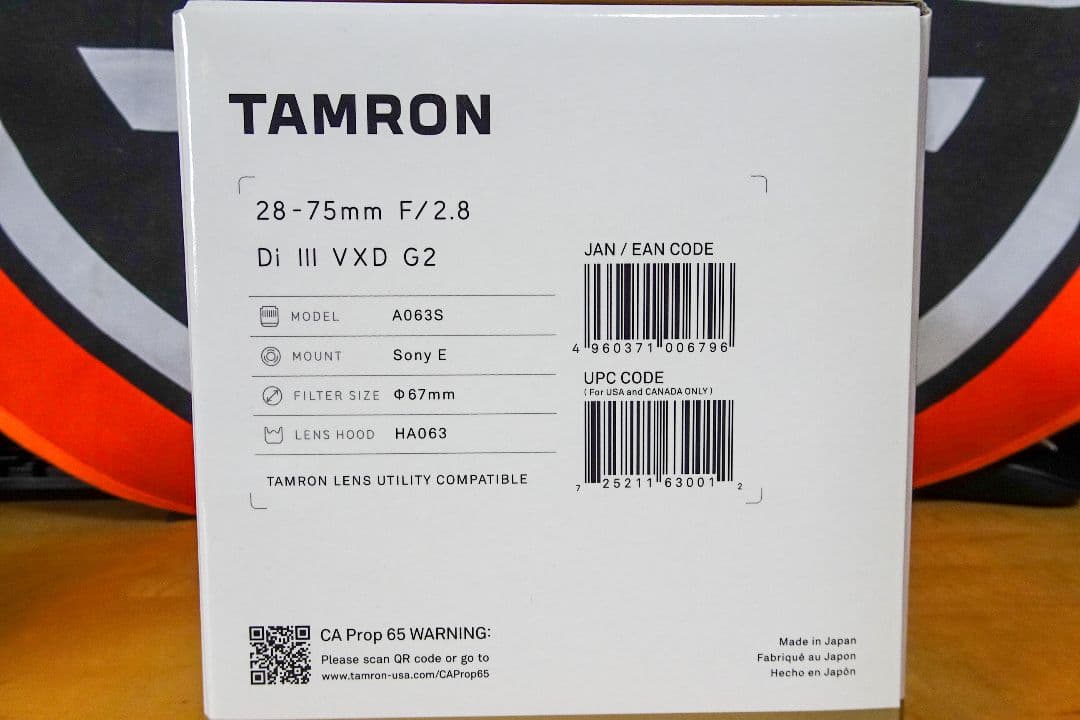 TAMRON
28-75mm F/2.8
Di III VXD G2
MODEL A063S
MOUNT Sony E
FILTER SIZE Φ67mm
LENS HOOD HA063
TAMRON LENS UTILITY COMPATIBLE
JAN / EAN CODE
4 960371 006796
UPC CODE
(For USA and CANADA ONLY)
7 25211 63001 2
CA Prop 65 WARNING:
Please scan QR code or go to
www.tamron-usa.com/CAProp65
Made in Japan
Fabriqué au Japon
Hecho en Japón